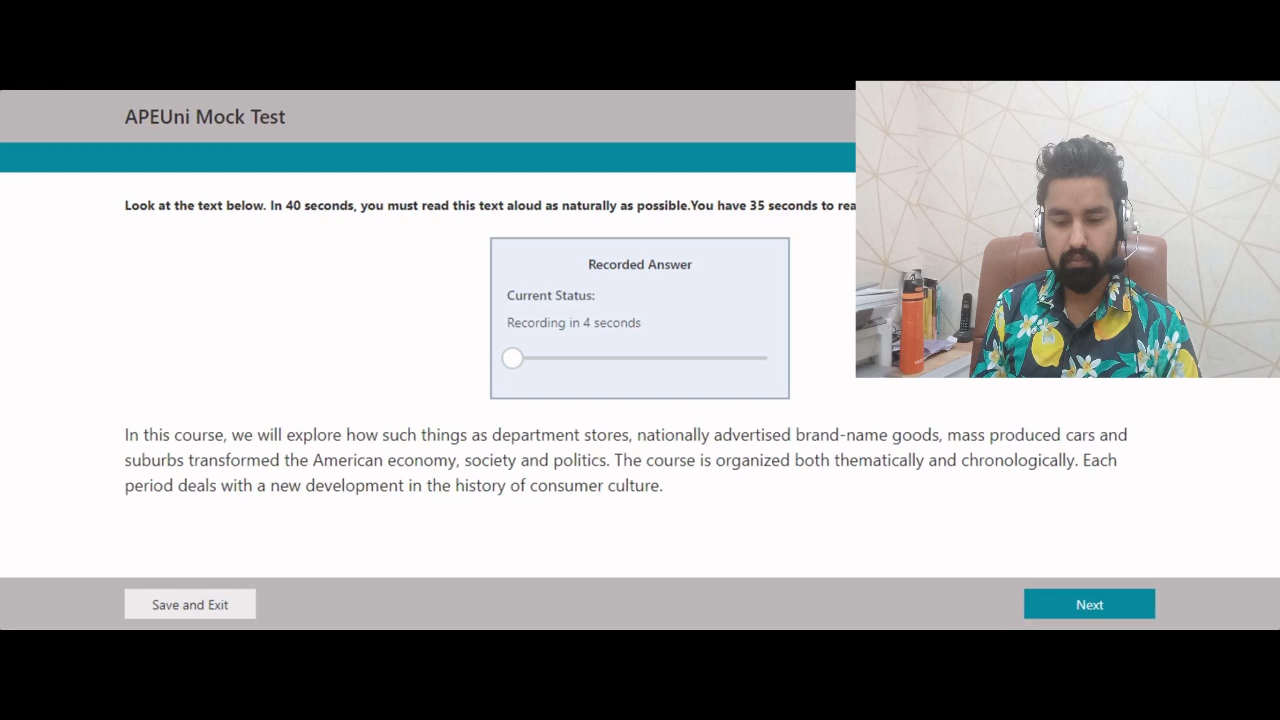 APEUni Mock Test
Look at the text below. In 40 seconds, you must read this text aloud as naturally as possible.You have 35 seconds to rea
Recorded Answer
Current Status:
Recording in 4 seconds
In this course, we will explore how such things as department stores, nationally advertised brand-name goods, mass produced cars and
suburbs transformed the American economy, society and politics. The course is organized both thematically and chronologically. Each
period deals with a new development in the history of consumer culture.
Save and Exit
Next